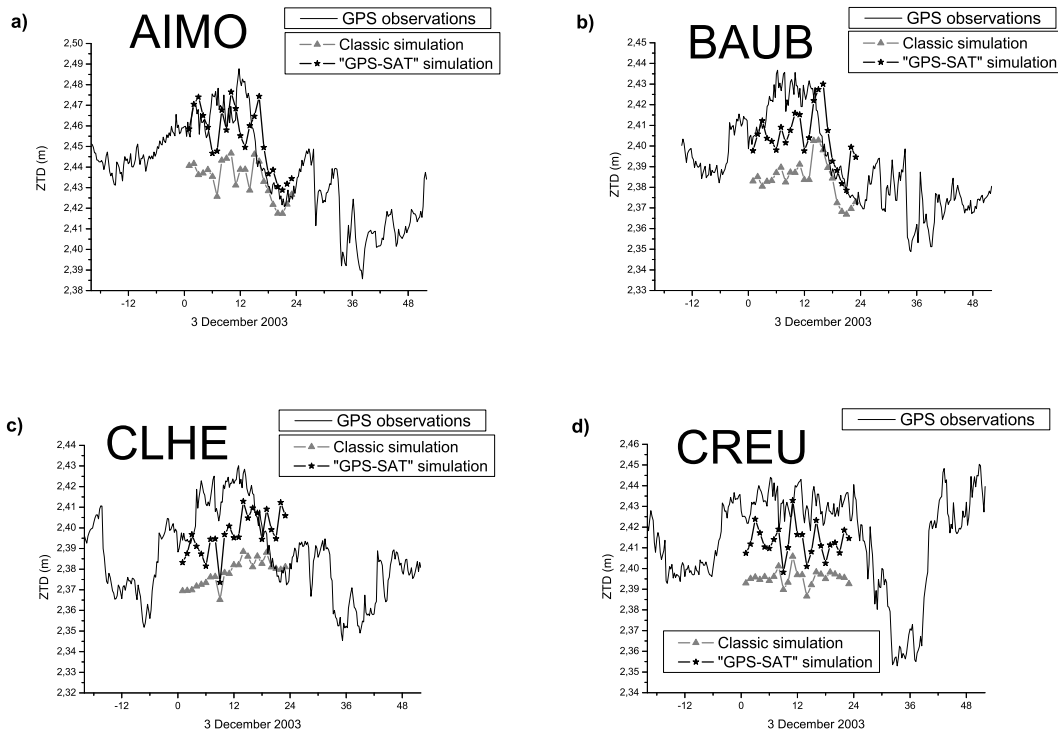 a)
AIMO
GPS observations
Classic simulation
"GPS-SAT" simulation
2,50
2,49
2,48
2,47
2,46
2,45
2,44
2,43
2,42
2,41
2,40
2,39
2,38
ZTD (m)
-12 0 12 24 36 48
3 December 2003
b)
BAUB
GPS observations
Classic simulation
"GPS-SAT" simulation
2,45
2,44
2,43
2,42
2,41
2,40
2,39
2,38
2,37
2,36
2,35
2,34
2,33
ZTD (m)
-12 0 12 24 36 48
3 December 2003
c)
CLHE
GPS observations
Classic simulation
"GPS-SAT" simulation
2,44
2,43
2,42
2,41
2,40
2,39
2,38
2,37
2,36
2,35
2,34
2,33
2,32
ZTD (m)
-12 0 12 24 36 48
3 December 2003
d)
CREU
GPS observations
2,46
2,45
2,44
2,43
2,42
2,41
2,40
2,39
2,38
2,37
2,36
2,35
2,34
ZTD (m)
Classic simulation
"GPS-SAT" simulation
-12 0 12 24 36 48
3 December 2003